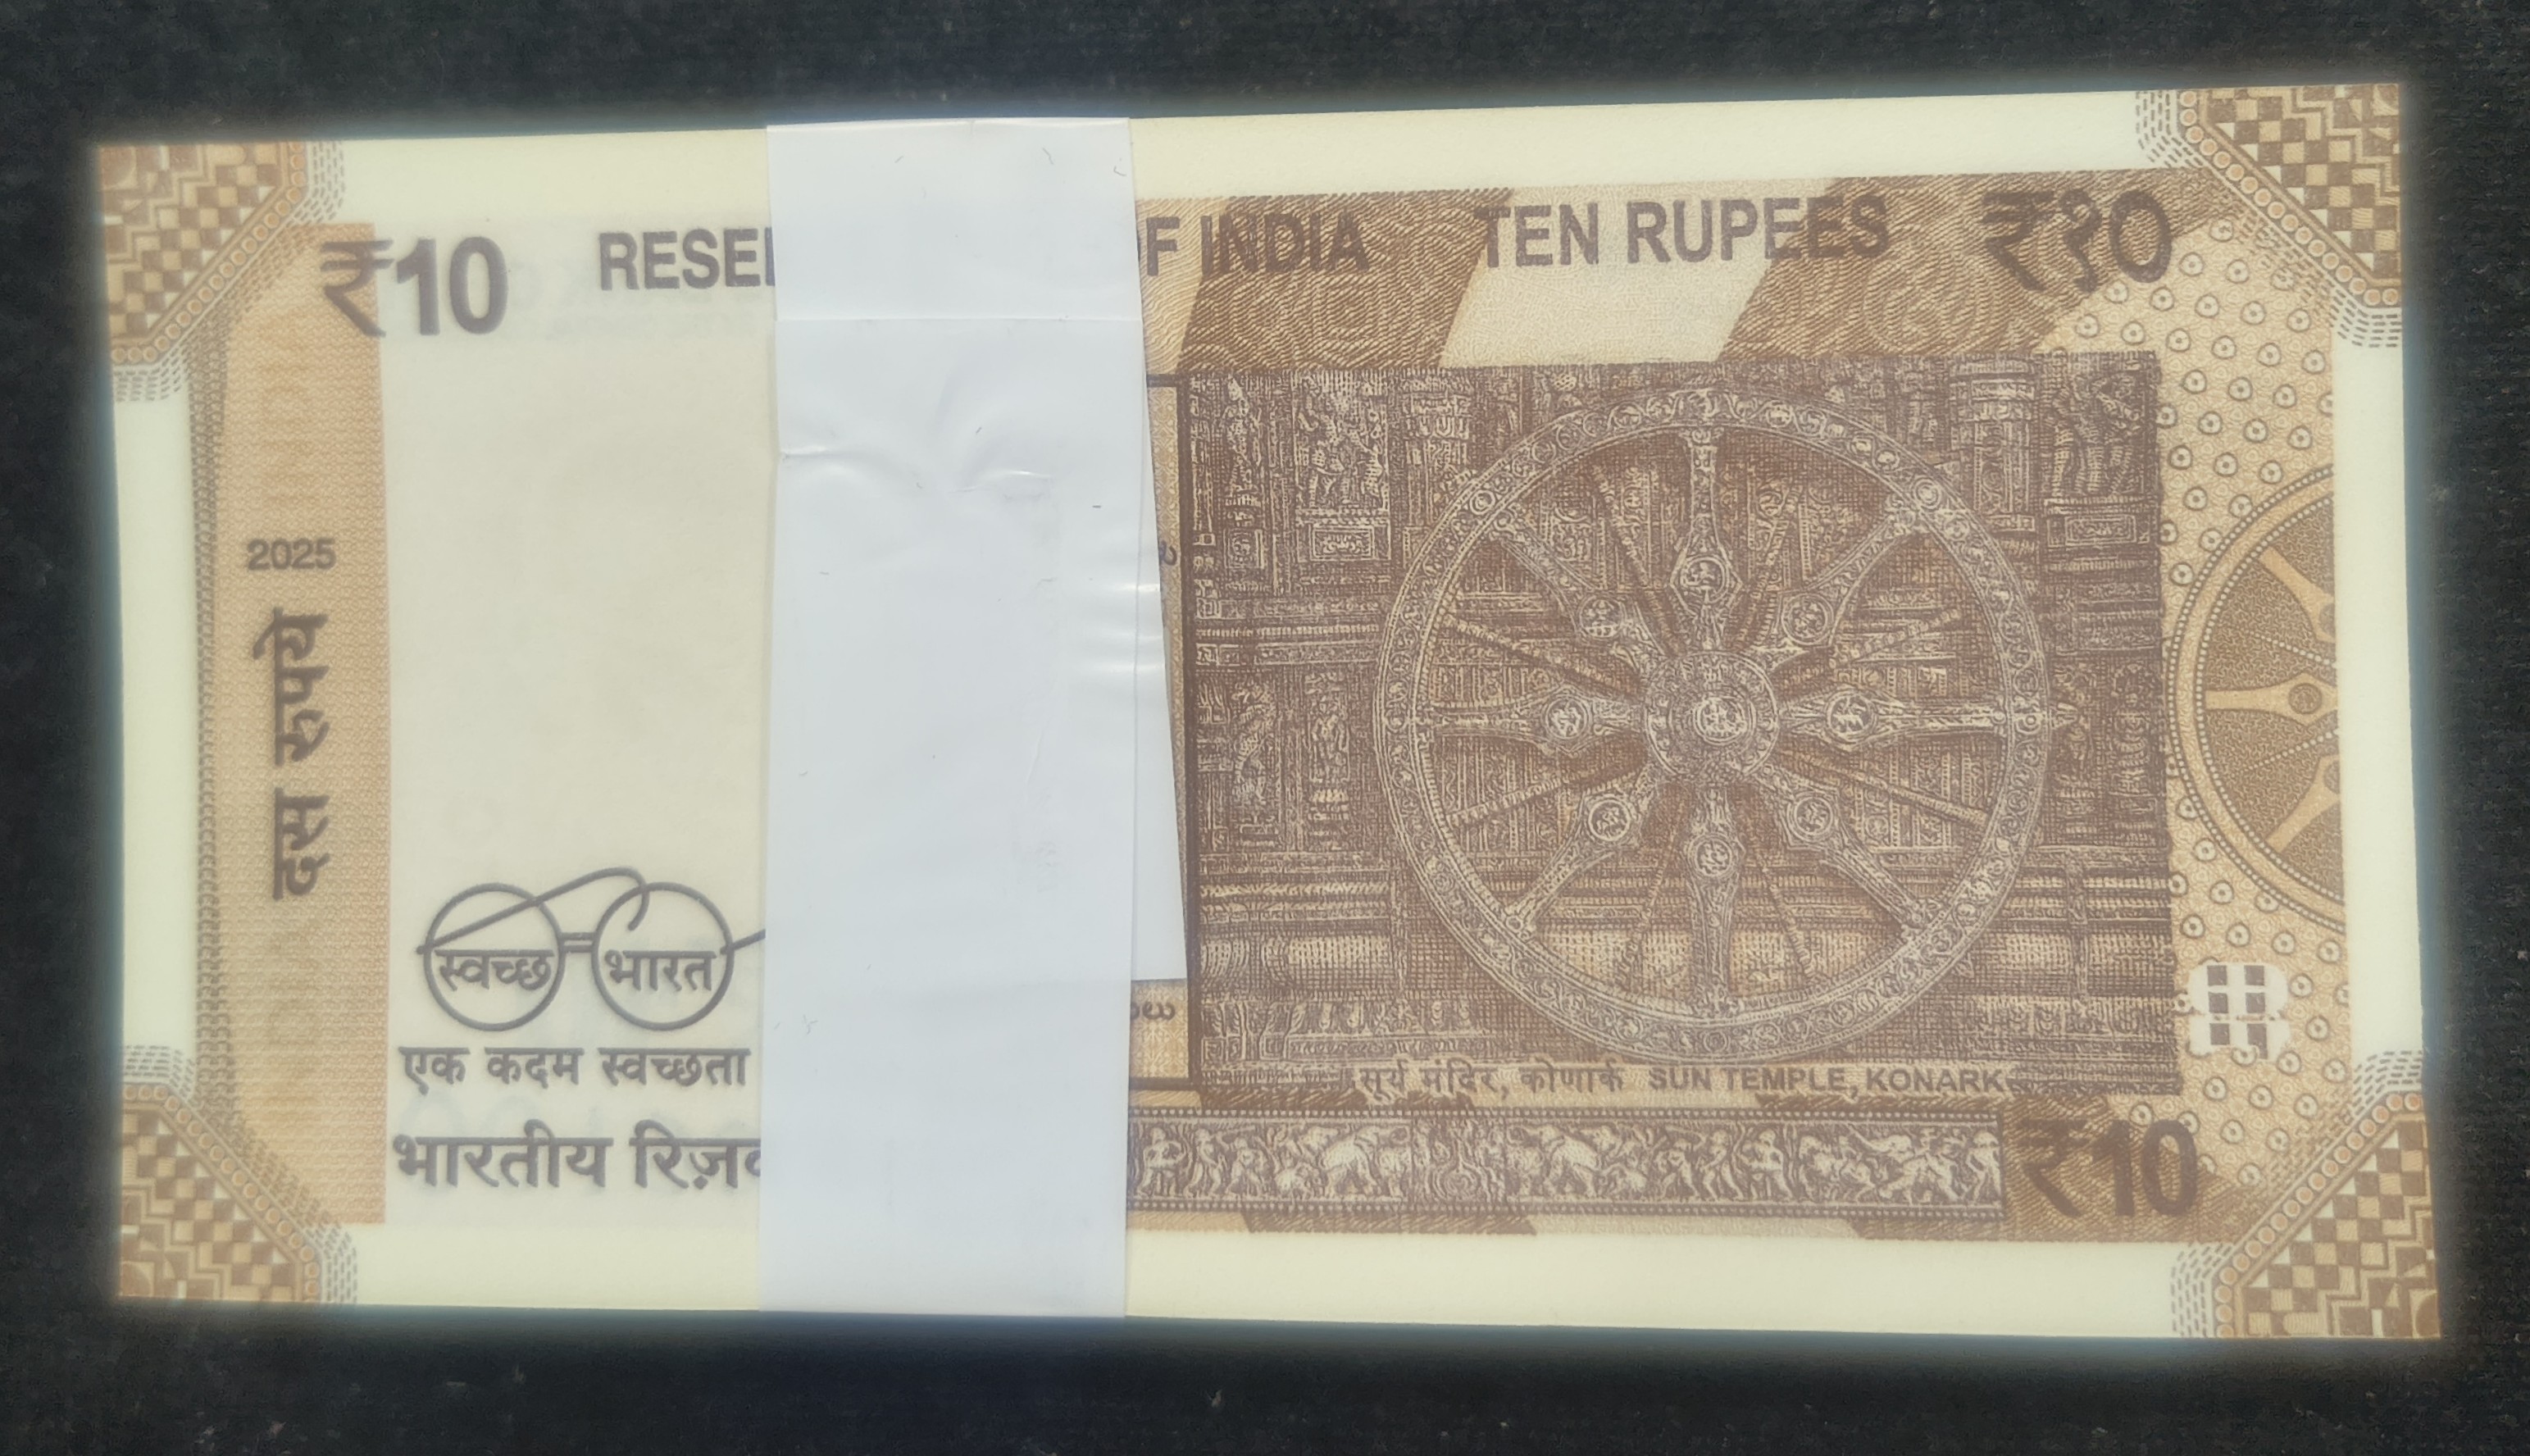 ₹10 RESE OF INDIA TEN RUPEES ₹१०
2025
दस रुपये
स्वच्छ भारत
एक कदम स्वच्छता
भारतीय रिज़
सूर्य मंदिर, कोणार्क SUN TEMPLE, KONARK
₹10